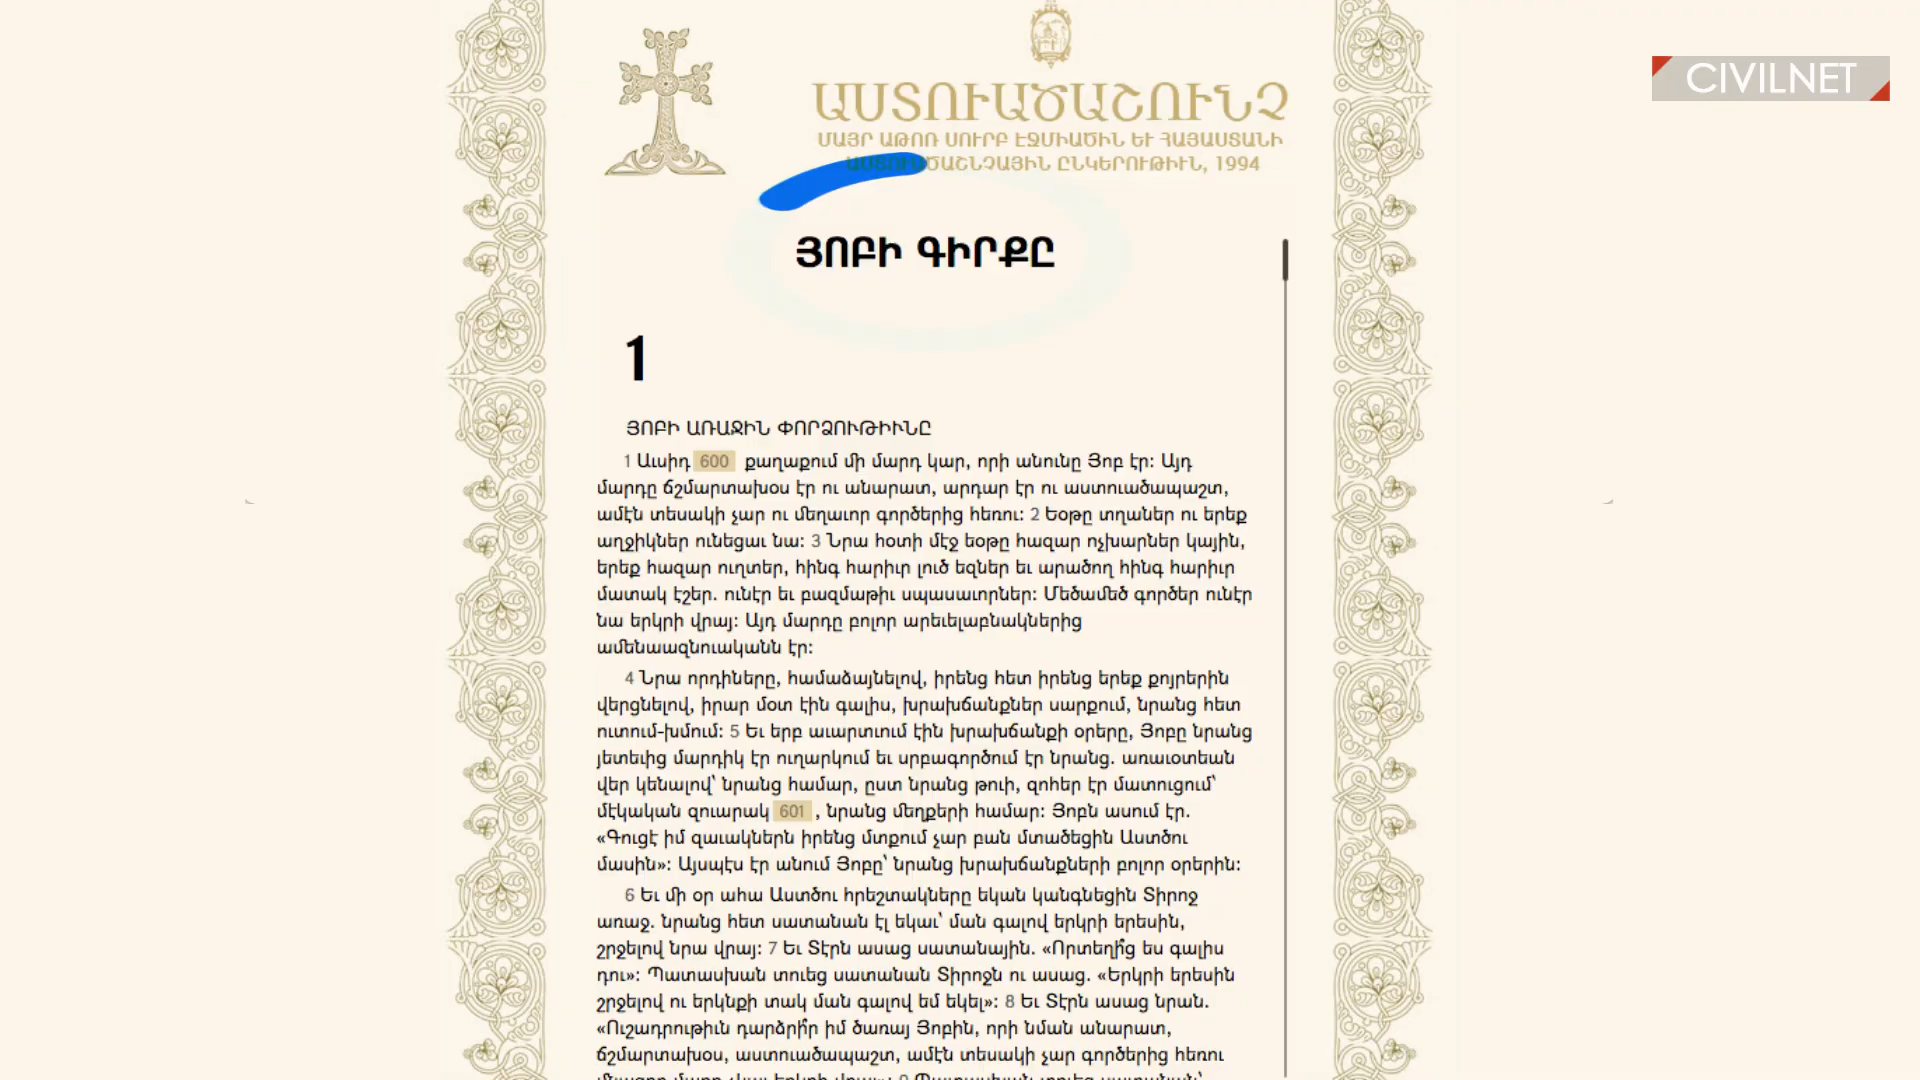 CIVILNET
ԱՍՏՈՒԱԾԱՇՈՒՆՉ
ՄԱՅՐ ԱԹՈՌ ՍՈՒՐԲ ԷՋՄԻԱԾԻՆ ԵՒ ՀԱՅԱՍՏԱՆԻ
ԱՍՏՈՒԱԾԱՇՆՉԱՅԻՆ ԸՆԿԵՐՈՒԹԻՒՆ, 1994
ՅՈԲԻ ԳԻՐՔԸ
1
ՅՈԲԻ ԱՌԱՋԻՆ ՓՈՐՁՈՒԹԻՒՆԸ
1 Աւսիդ 600 քաղաքում մի մարդ կար, որի անունը Յոբ էր: Այդ
մարդը ճշմարտախօս էր ու անարատ, արդար էր ու աստուածապաշտ,
ամէն տեսակի չար ու մեղաւոր գործերից հեռու: 2 Եօթը տղաներ ու երեք
աղջիկներ ունեցաւ նա: 3 Նրա հօտի մէջ եօթը հազար ոչխարներ կային,
երեք հազար ուղտեր, հինգ հարիւր լուծ եզներ եւ արածող հինգ հարիւր
մատակ էշեր. ունէր եւ բազմաթիւ սպասաւորներ: Մեծամեծ գործեր ունէր
նա երկրի վրայ: Այդ մարդը բոլոր արեւելաբնակներից
ամենաազնուականն էր:
4 Նրա որդիները, համաձայնելով, իրենց հետ իրենց երեք քոյրերին
վերցնելով, իրար մօտ էին գալիս, խրախճանքներ սարքում, նրանց հետ
ուտում-խմում: 5 Եւ երբ աւարտւում էին խրախճանքի օրերը, Յոբը նրանց
յետեւից մարդիկ էր ուղարկում եւ սրբագործում էր նրանց. առաւօտեան
վեր կենալով՝ նրանց համար, ըստ նրանց թուի, զոհեր էր մատուցում՝
մէկական զուարակ 601 , նրանց մեղքերի համար: Յոբն ասում էր.
«Գուցէ իմ զաւակներն իրենց մտքում չար բան մտածեցին Աստծու
մասին»: Այսպէս էր անում Յոբը՝ նրանց խրախճանքների բոլոր օրերին:
6 Եւ մի օր ահա Աստծու հրեշտակները եկան կանգնեցին Տիրոջ
առաջ. նրանց հետ սատանան էլ եկաւ՝ ման գալով երկրի երեսին,
շրջելով նրա վրայ: 7 Եւ Տէրն ասաց սատանային. «Որտեղի՞ց ես գալիս
դու»: Պատասխան տուեց սատանան Տիրոջն ու ասաց. «Երկրի երեսին
շրջելով ու երկնքի տակ ման գալով եմ եկել»: 8 Եւ Տէրն ասաց նրան.
«Ուշադրութիւն դարձրի՞ր իմ ծառայ Յոբին, որի նման անարատ,
ճշմարտախօս, աստուածապաշտ, ամէն տեսակի չար գործերից հեռու